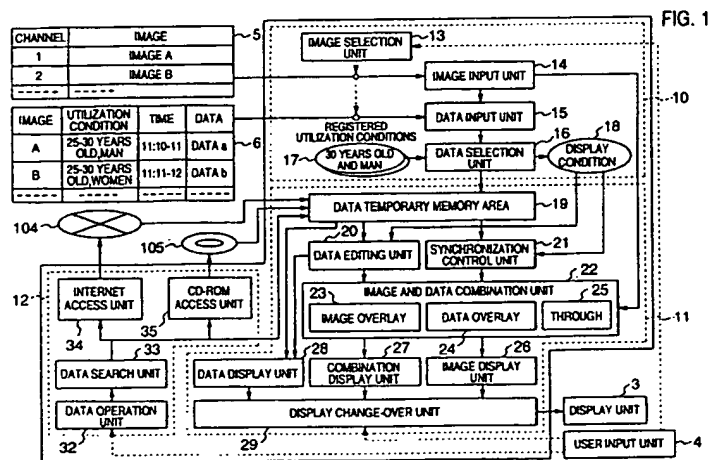 FIG. 1
CHANNEL IMAGE 5
1 IMAGE A
2 IMAGE B
IMAGE UTILIZATION CONDITION TIME DATA 6
A 25-30 YEARS OLD,MAN 11:10-11 DATA a
B 25-30 YEARS OLD,WOMEN 11:11-12 DATA b
IMAGE SELECTION UNIT 13
IMAGE INPUT UNIT 14
DATA INPUT UNIT 15
10
REGISTERED UTILIZATION CONDITIONS
17 30 YEARS OLD AND MAN
DATA SELECTION UNIT 16
DISPLAY CONDITION 18
104
105
DATA TEMPORARY MEMORY AREA 19
20 DATA EDITING UNIT
SYNCHRONIZATION CONTROL UNIT 21
22
IMAGE AND DATA COMBINATION UNIT
23 IMAGE OVERLAY
DATA OVERLAY 24
THROUGH 25
11
12
INTERNET ACCESS UNIT 34
CD-ROM ACCESS UNIT 35
DATA SEARCH UNIT 33
DATA OPERATION UNIT 32
DATA DISPLAY UNIT 28
COMBINATION DISPLAY UNIT 27
IMAGE DISPLAY UNIT 26
DISPLAY CHANGE-OVER UNIT 29
DISPLAY UNIT 3
USER INPUT UNIT 4